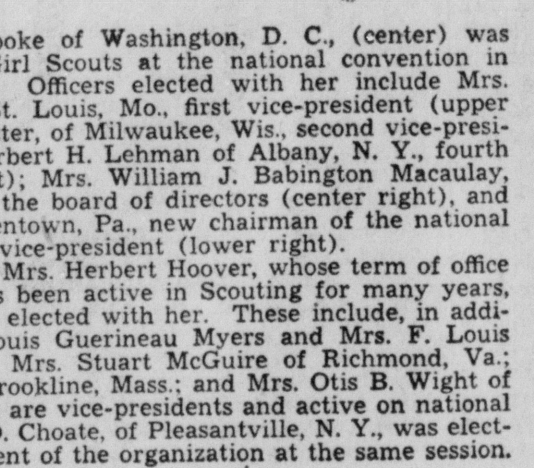 ooke of Washington, D. C., (center) was
irl Scouts at the national convention in
Officers elected with her include Mrs.
t. Louis, Mo., first vice-president (upper
ter, of Milwaukee, Wis., second vice-presi-
rbert H. Lehman of Albany, N. Y., fourth
t); Mrs. William J. Babington Macaulay,
the board of directors (center right), and
entown, Pa., new chairman of the national
vice-president (lower right).
Mrs. Herbert Hoover, whose term of office
s been active in Scouting for many years,
elected with her. These include, in addi-
ouis Guerineau Myers and Mrs. F. Louis
Mrs. Stuart McGuire of Richmond, Va.;
rookline, Mass.; and Mrs. Otis B. Wight of
are vice-presidents and active on national
D. Choate, of Pleasantville, N. Y., was elect-
ent of the organization at the same session.